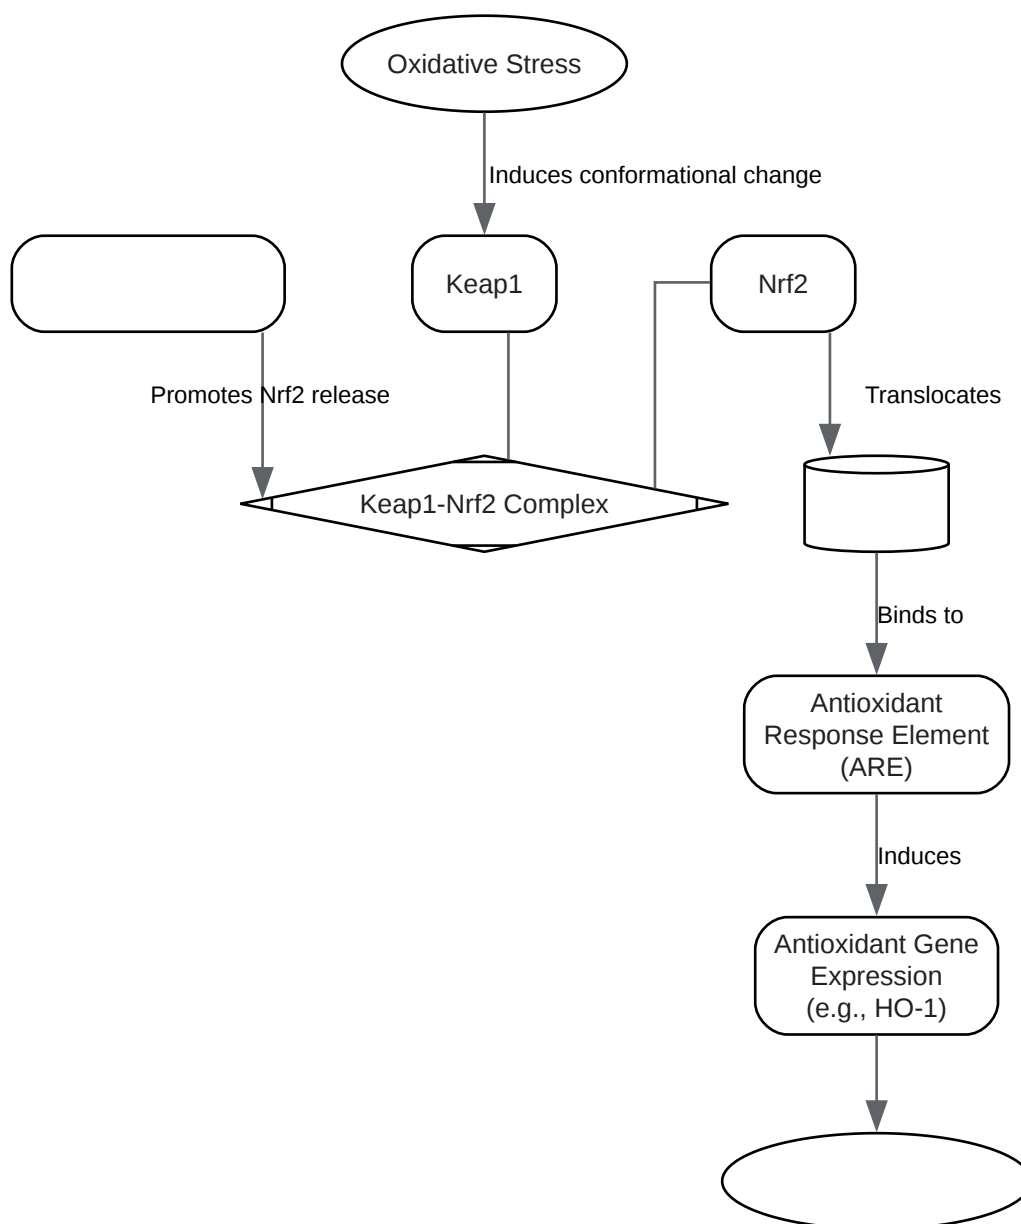 Oxidative Stress
Induces conformational change
Keap1
Nrf2
Promotes Nrf2 release
Translocates
Keap1-Nrf2 Complex
Binds to
Antioxidant
Response Element
(ARE)
Induces
Antioxidant Gene
Expression
(e.g., HO-1)